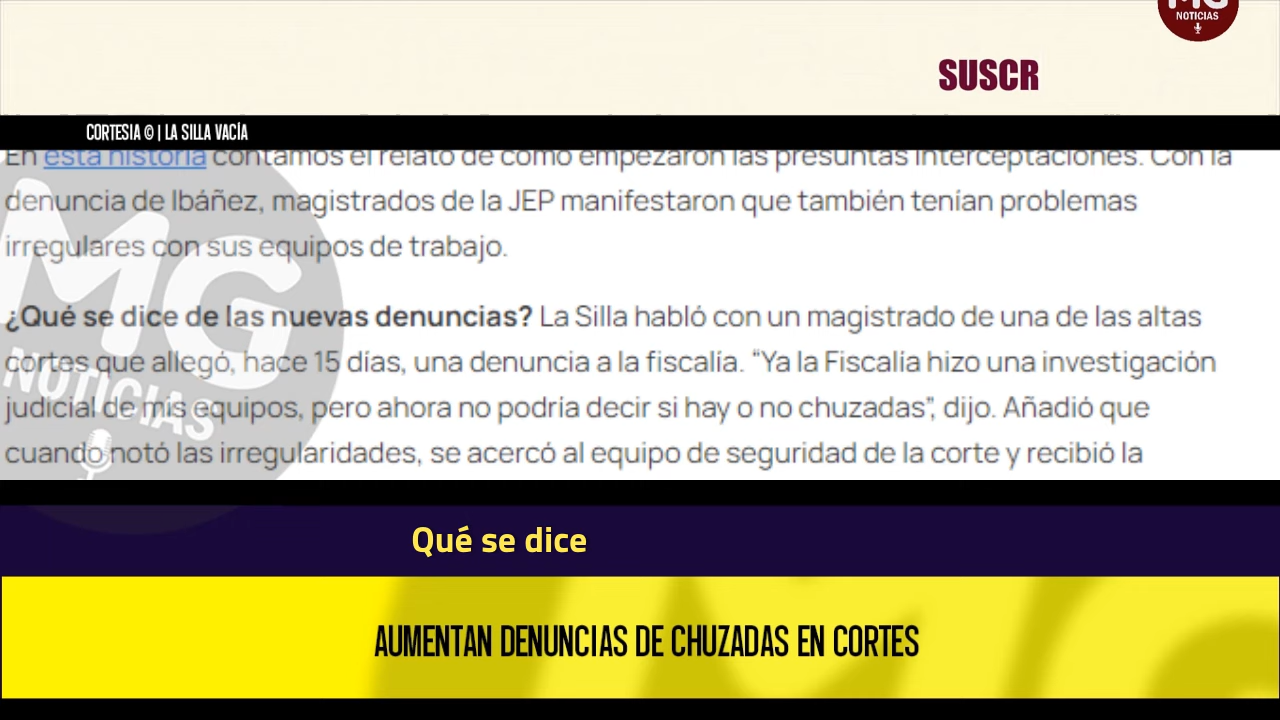 MG
NOTICIAS
SUSCR
CORTESIA © | LA SILLA VACÍA
En esta historia contamos el relato de cómo empezaron las presuntas interceptaciones. Con la
denuncia de Ibáñez, magistrados de la JEP manifestaron que también tenían problemas
irregulares con sus equipos de trabajo.
¿Qué se dice de las nuevas denuncias? La Silla habló con un magistrado de una de las altas
cortes que allegó, hace 15 días, una denuncia a la fiscalía. “Ya la Fiscalía hizo una investigación
judicial de mis equipos, pero ahora no podría decir si hay o no chuzadas”, dijo. Añadió que
cuando notó las irregularidades, se acercó al equipo de seguridad de la corte y recibió la
MG
NOTICIAS
Qué se dice
AUMENTAN DENUNCIAS DE CHUZADAS EN CORTES